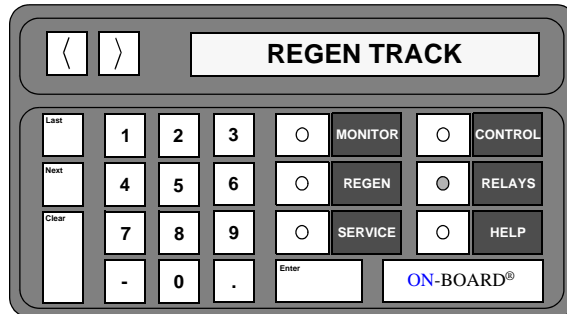 〈 〉 REGEN TRACK
Last 1 2 3 MONITOR CONTROL
Next 4 5 6 REGEN RELAYS
Clear 7 8 9 SERVICE HELP
- 0 . Enter ON-BOARD®